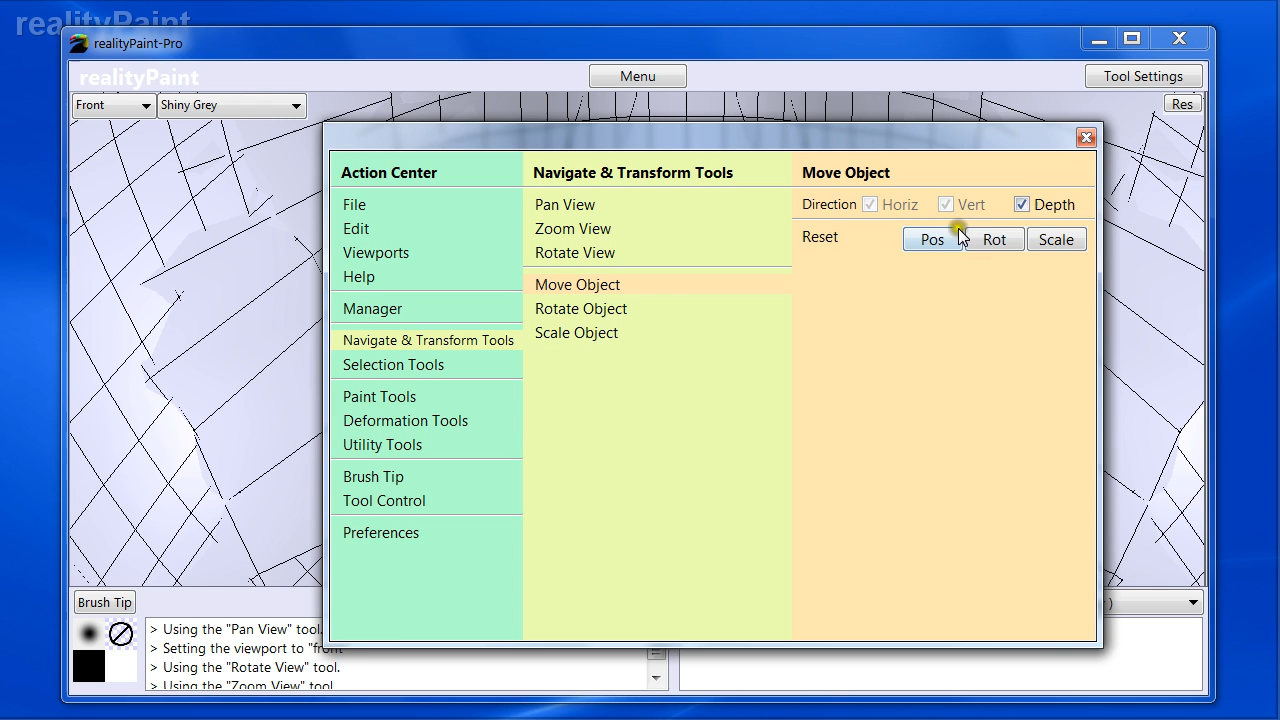 realityPaint
realityPaint-Pro
realityPaint
Menu
Tool Settings
Front
Shiny Grey
Res
Action Center
File
Edit
Viewports
Help
Manager
Navigate & Transform Tools
Selection Tools
Paint Tools
Deformation Tools
Utility Tools
Brush Tip
Tool Control
Preferences
Navigate & Transform Tools
Pan View
Zoom View
Rotate View
Move Object
Rotate Object
Scale Object
Move Object
Direction Horiz Vert Depth
Reset Pos Rot Scale
Brush Tip
)
> Using the "Pan View" tool.
> Setting the viewport to "front
> Using the "Rotate View" tool.
> Using the "Zoom View" tool